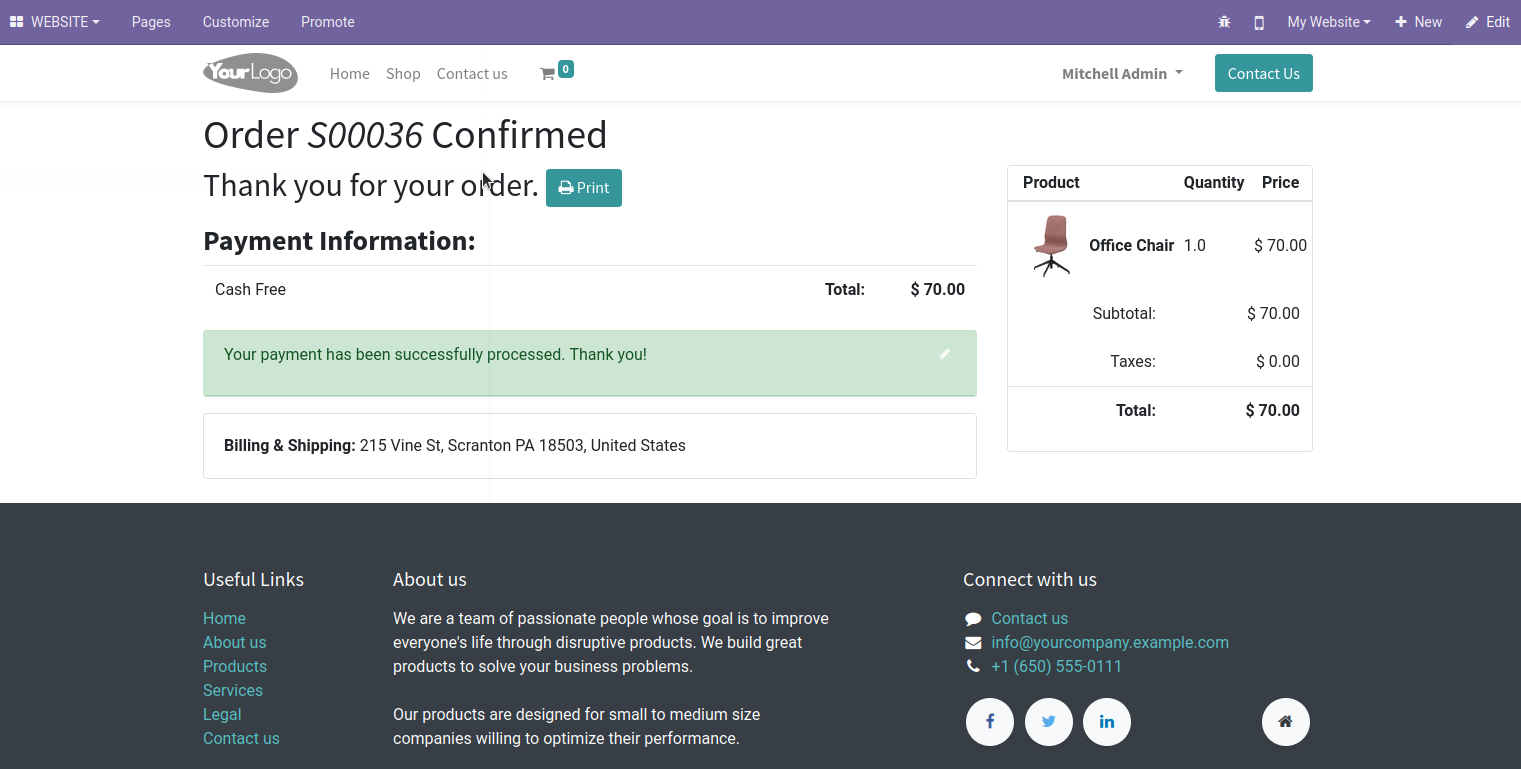 WEBSITE Pages Customize Promote My Website New Edit
YourLogo Home Shop Contact us 0 Mitchell Admin Contact Us
Order S00036 Confirmed
Thank you for your order. Print
Payment Information:
Cash Free Total: $ 70.00
Your payment has been successfully processed. Thank you!
Billing & Shipping: 215 Vine St, Scranton PA 18503, United States
Product Quantity Price
Office Chair 1.0 $ 70.00
Subtotal: $ 70.00
Taxes: $ 0.00
Total: $ 70.00
Useful Links
Home
About us
Products
Services
Legal
Contact us
About us
We are a team of passionate people whose goal is to improve
everyone's life through disruptive products. We build great
products to solve your business problems.
Our products are designed for small to medium size
companies willing to optimize their performance.
Connect with us
Contact us
info@yourcompany.example.com
+1 (650) 555-0111